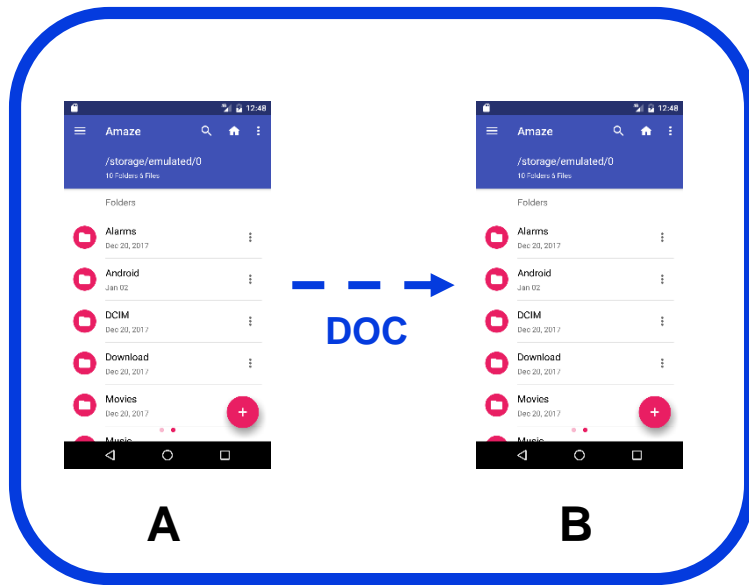 12:48
Amaze
/storage/emulated/0
10 Folders 6 Files
Folders
Alarms
Dec 20, 2017
Android
Jan 02
DCIM
Dec 20, 2017
Download
Dec 20, 2017
Movies
Dec 20, 2017
Music
A
DOC
12:48
Amaze
/storage/emulated/0
10 Folders 6 Files
Folders
Alarms
Dec 20, 2017
Android
Jan 02
DCIM
Dec 20, 2017
Download
Dec 20, 2017
Movies
Dec 20, 2017
Music
B